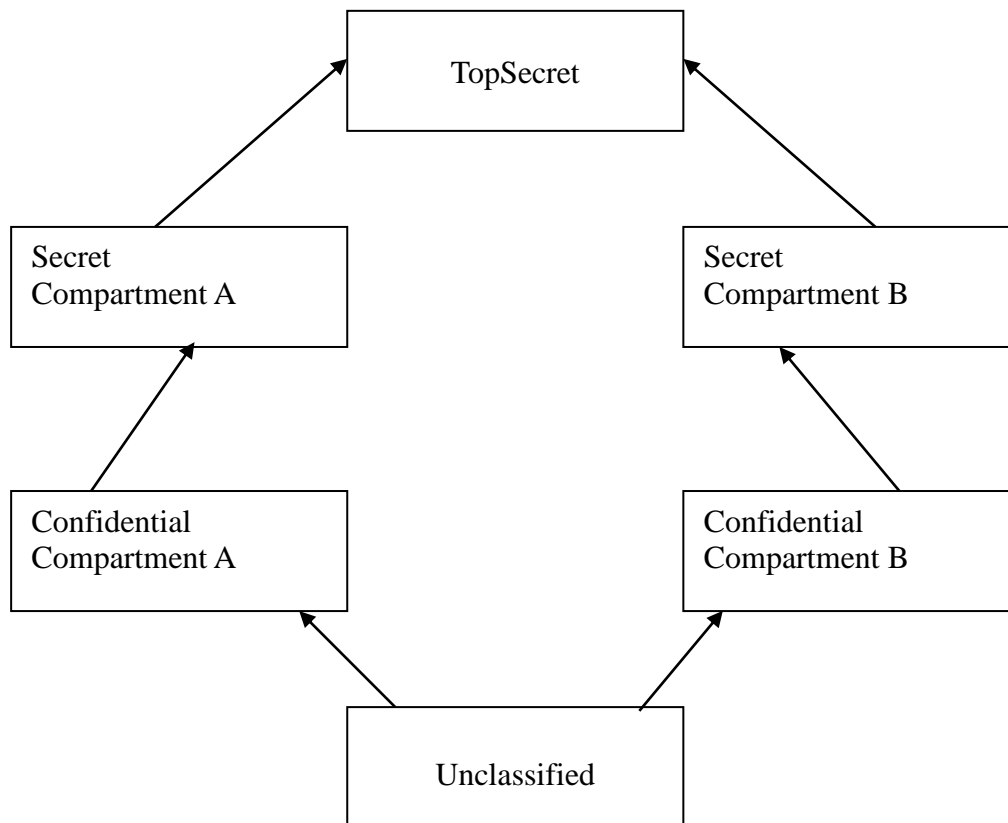 TopSecret
Secret
Compartment A
Secret
Compartment B
Confidential
Compartment A
Confidential
Compartment B
Unclassified